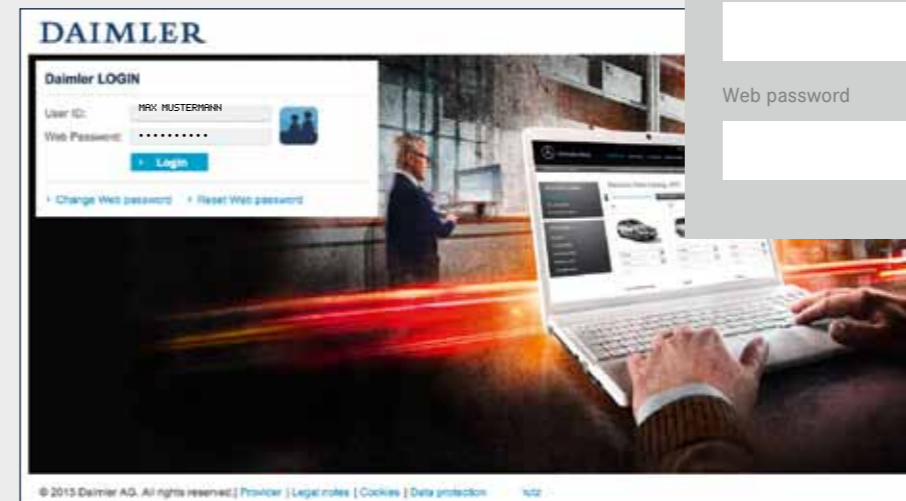 DAIMLER
Daimler LOGIN
User ID:
MAX MUSTERMANN
Web Password:
••••••••••
Login
Change Web password
Reset Web password
Web password
© 2015 Daimler AG. All rights reserved.| Provider | Legal notes | Cookies | Data protection